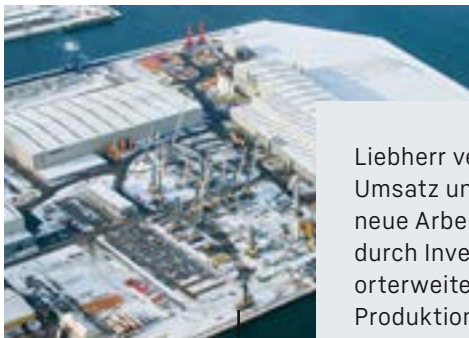 Liebherr ve
Umsatz un
neue Arbe
durch Inve
orterweite
Produktion